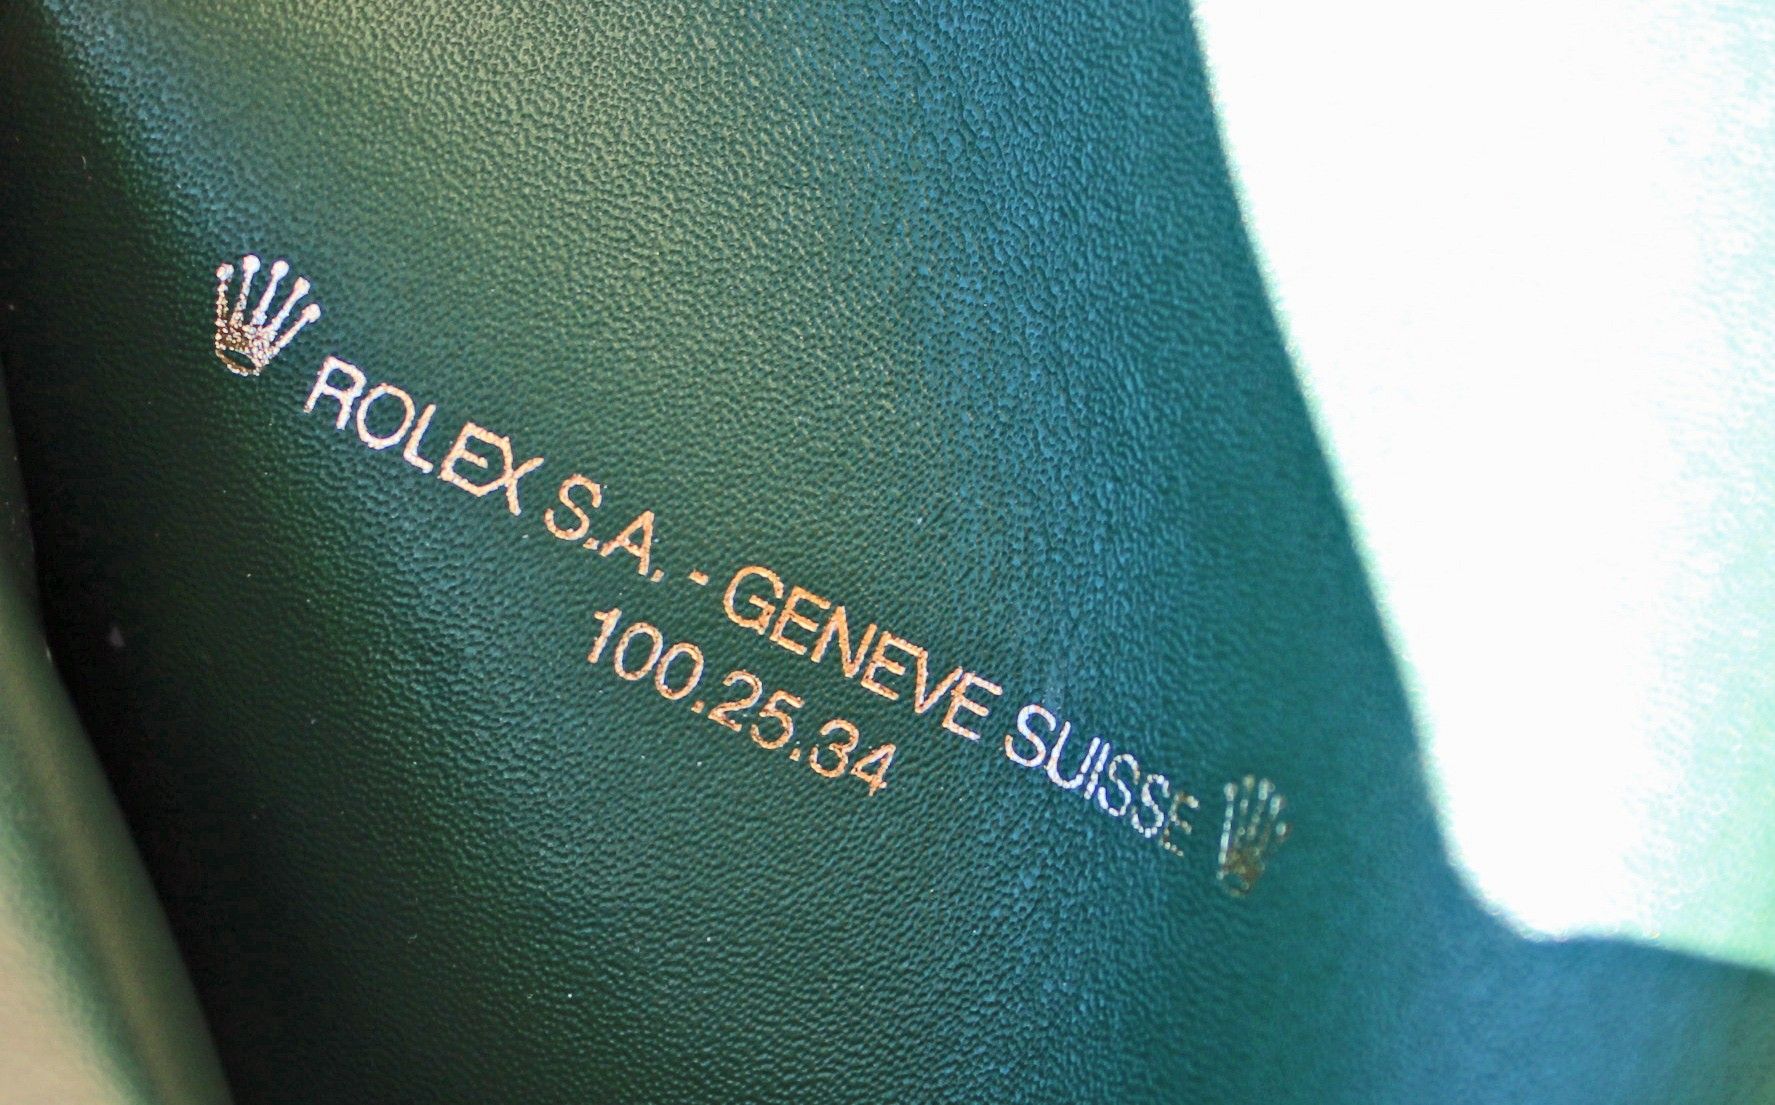 ROLEX S.A. - GENEVE SUISSE
100.25.34